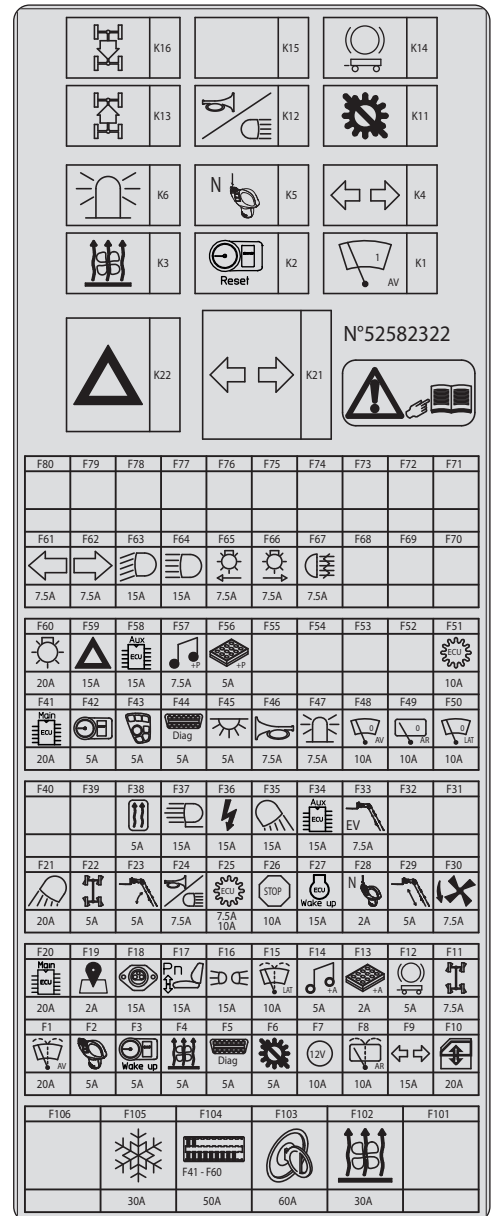 K16 K15 K14
K13 K12 K11
N K6 K5 K4
1 AV
K3 K2 K1
Reset
N°52582322
K22 K21
F80 F79 F78 F77 F76 F75 F74 F73 F72 F71
F61 F62 F63 F64 F65 F66 F67 F68 F69 F70
7.5A 7.5A 15A 15A 7.5A 7.5A 7.5A
F60 F59 F58 F57 F56 F55 F54 F53 F52 F51
Aux ECU +P +P ECU
20A 15A 15A 7.5A 5A 10A
F41 F42 F43 F44 F45 F46 F47 F48 F49 F50
Main ECU Diag 0 AV 0 AR 0 LAT
20A 5A 5A 5A 5A 7.5A 7.5A 10A 10A 10A
F40 F39 F38 F37 F36 F35 F34 F33 F32 F31
Aux ECU EV
5A 15A 15A 15A 15A 7.5A
F21 F22 F23 F24 F25 F26 F27 F28 F29 F30
ECU STOP ECU Wake up N
20A 5A 5A 7.5A 7.5A 10A 10A 15A 2A 5A 7.5A
F20 F19 F18 F17 F16 F15 F14 F13 F12 F11
Main ECU Pn LAT +A +A
20A 2A 15A 15A 15A 10A 5A 2A 5A 7.5A
F1 F2 F3 F4 F5 F6 F7 F8 F9 F10
AV Wake up Diag 12V AR
20A 5A 5A 5A 5A 5A 10A 10A 15A 20A
F106 F105 F104 F103 F102 F101
F41 - F60
30A 50A 60A 30A